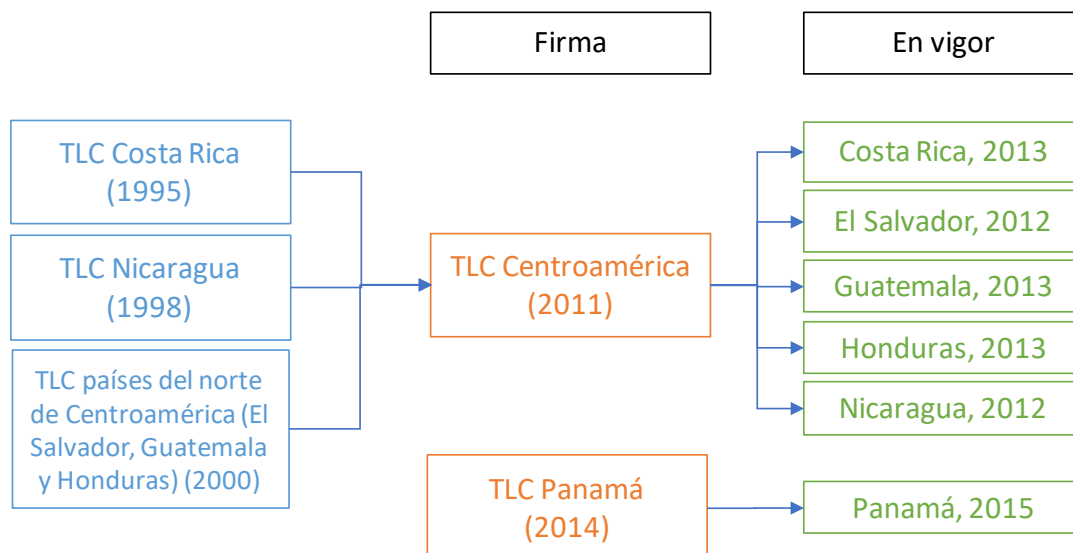 Firma
En vigor
TLC Costa Rica
(1995)
TLC Nicaragua
(1998)
TLC países del norte
de Centroamérica (El
Salvador, Guatemala
y Honduras) (2000)
TLC Centroamérica
(2011)
TLC Panamá
(2014)
Costa Rica, 2013
El Salvador, 2012
Guatemala, 2013
Honduras, 2013
Nicaragua, 2012
Panamá, 2015